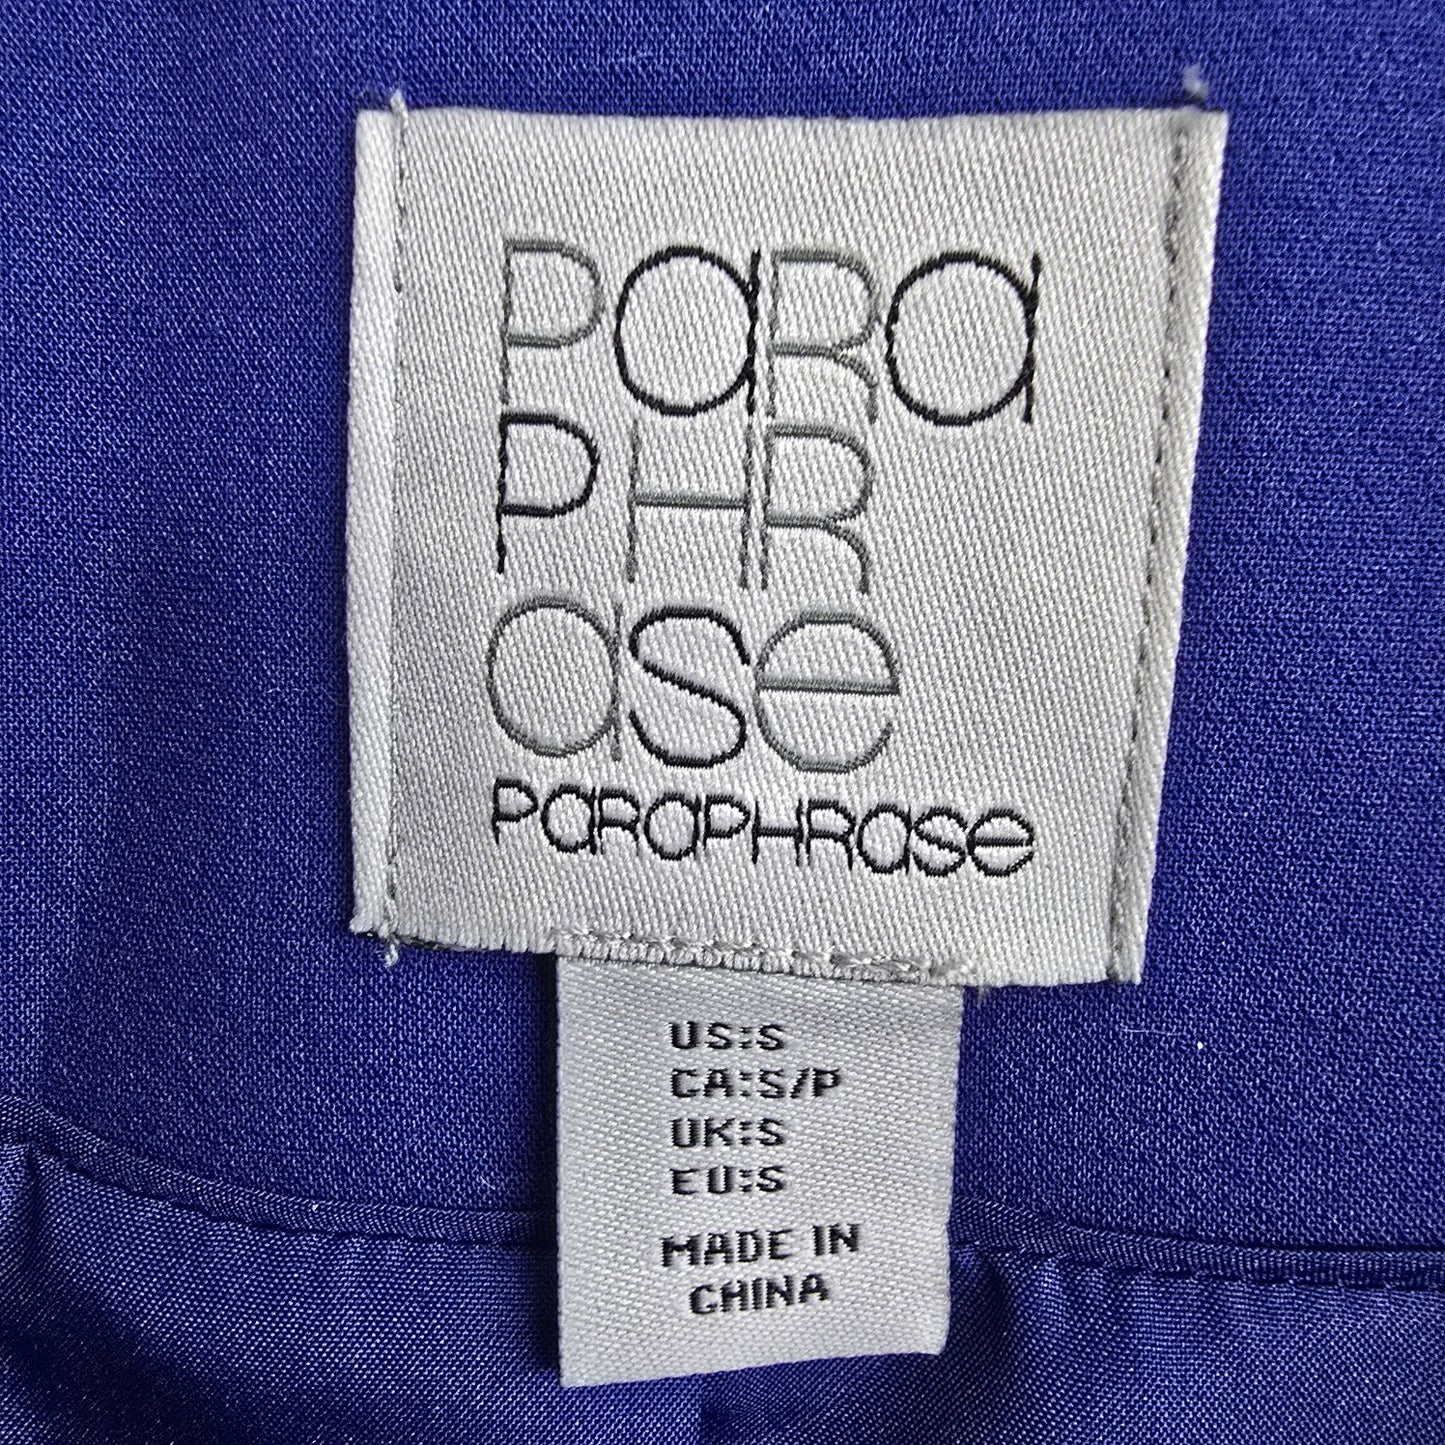 PaRa
PHR
ase
PaRaPHRase
US:S
CA:S/P
UK:S
EU:S
MADE IN
CHINA